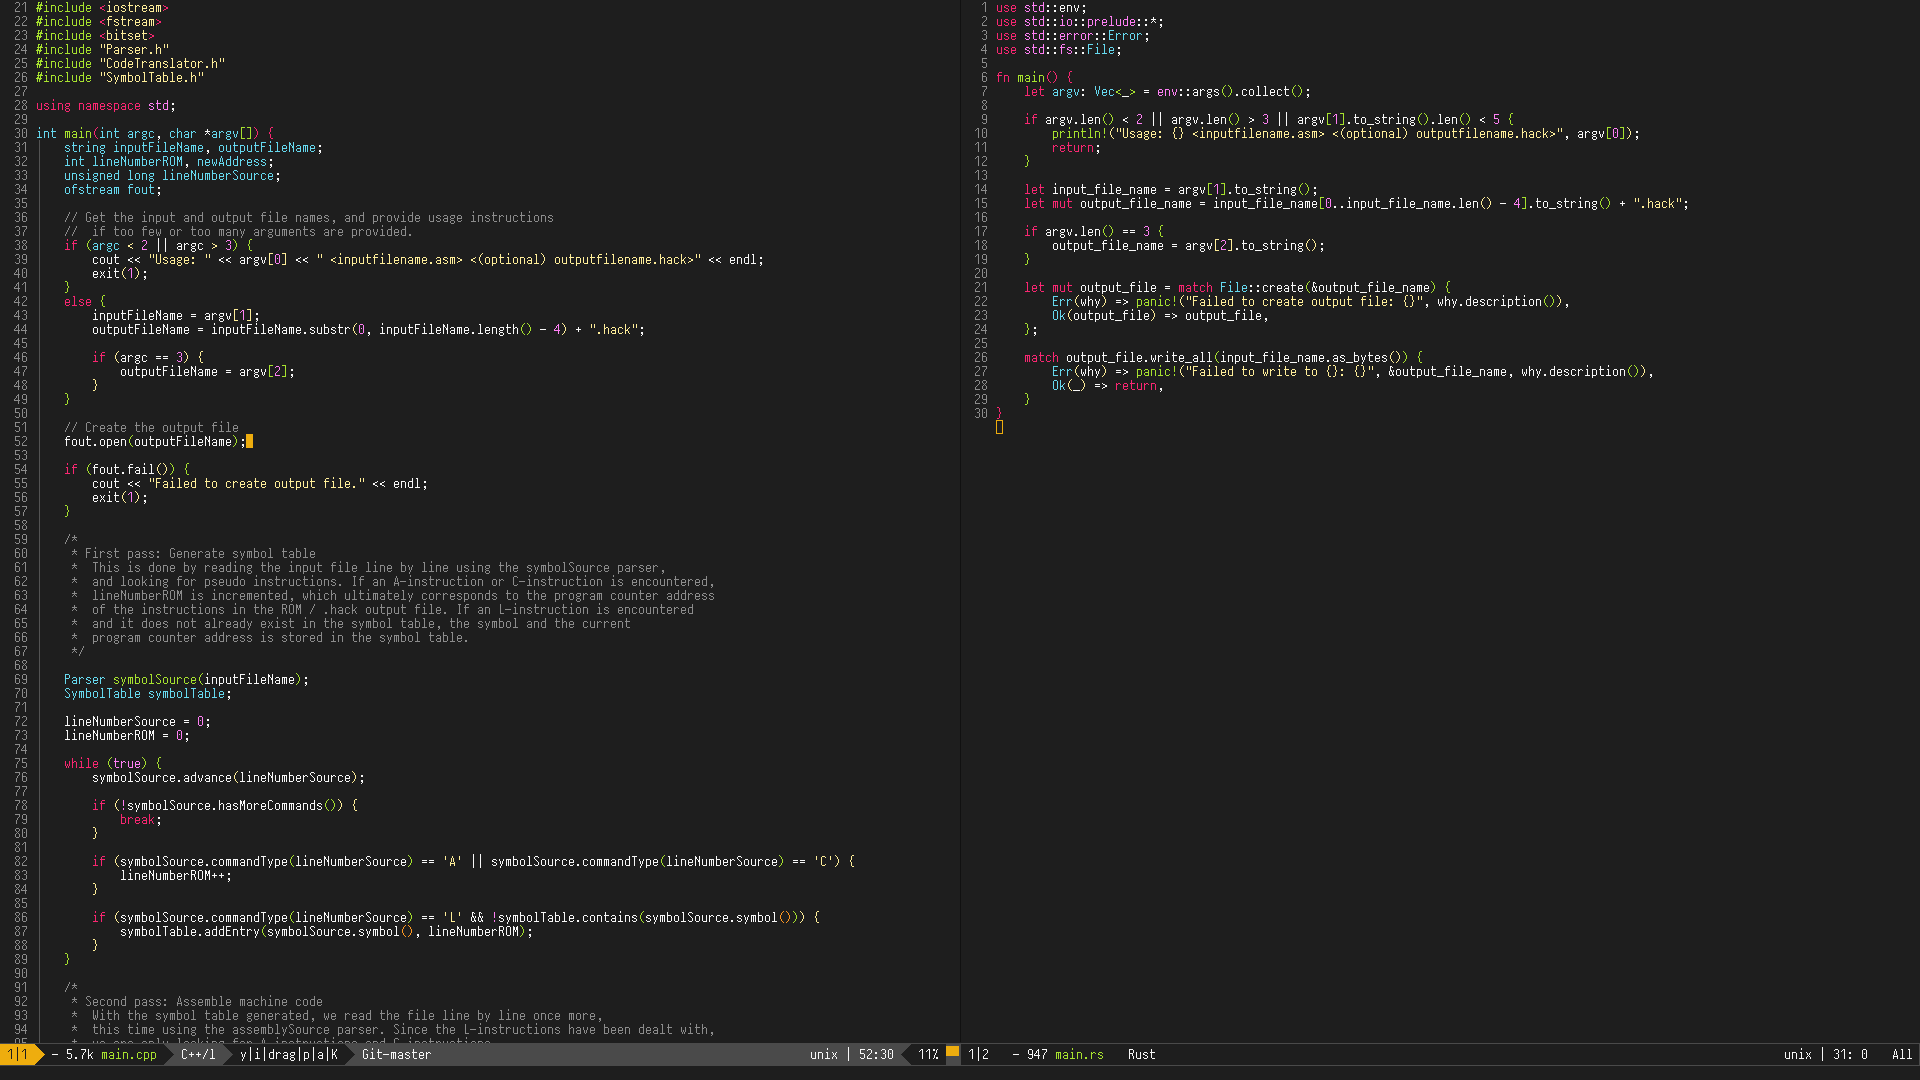 21 #include <iostream>
22 #include <fstream>
23 #include <bitset>
24 #include "Parser.h"
25 #include "CodeTranslator.h"
26 #include "SymbolTable.h"
27
28 using namespace std;
29
30 int main(int argc, char *argv[]) {
31     string inputFileName, outputFileName;
32     int lineNumberROM, newAddress;
33     unsigned long lineNumberSource;
34     ofstream fout;
35
36     // Get the input and output file names, and provide usage instructions
37     //  if too few or too many arguments are provided.
38     if (argc < 2 || argc > 3) {
39         cout << "Usage: " << argv[0] << " <inputfilename.asm> <(optional) outputfilename.hack>" << endl;
40         exit(1);
41     }
42     else {
43         inputFileName = argv[1];
44         outputFileName = inputFileName.substr(0, inputFileName.length() - 4) + ".hack";
45
46         if (argc == 3) {
47             outputFileName = argv[2];
48         }
49     }
50
51     // Create the output file
52     fout.open(outputFileName);
53
54     if (fout.fail()) {
55         cout << "Failed to create output file." << endl;
56         exit(1);
57     }
58
59     /*
60      * First pass: Generate symbol table
61      *  This is done by reading the input file line by line using the symbolSource parser,
62      *  and looking for pseudo instructions. If an A-instruction or C-instruction is encountered,
63      *  lineNumberROM is incremented, which ultimately corresponds to the program counter address
64      *  of the instructions in the ROM / .hack output file. If an L-instruction is encountered
65      *  and it does not already exist in the symbol table, the symbol and the current
66      *  program counter address is stored in the symbol table.
67      */
68
69     Parser symbolSource(inputFileName);
70     SymbolTable symbolTable;
71
72     lineNumberSource = 0;
73     lineNumberROM = 0;
74
75     while (true) {
76         symbolSource.advance(lineNumberSource);
77
78         if (!symbolSource.hasMoreCommands()) {
79             break;
80         }
81
82         if (symbolSource.commandType(lineNumberSource) == 'A' || symbolSource.commandType(lineNumberSource) == 'C') {
83             lineNumberROM++;
84         }
85
86         if (symbolSource.commandType(lineNumberSource) == 'L' && !symbolTable.contains(symbolSource.symbol())) {
87             symbolTable.addEntry(symbolSource.symbol(), lineNumberROM);
88         }
89     }
90
91     /*
92      * Second pass: Assemble machine code
93      *  With the symbol table generated, we read the file line by line once more,
94      *  this time using the assemblySource parser. Since the L-instructions have been dealt with,
95      *  we are only looking for A-instructions and C-instructions
1|1 - 5.7k main.cpp C++/l y|i|drag|p|a|K Git-master unix | 52:30 11%
1 use std::env;
2 use std::io::prelude::*;
3 use std::error::Error;
4 use std::fs::File;
5
6 fn main() {
7     let argv: Vec<_> = env::args().collect();
8
9     if argv.len() < 2 || argv.len() > 3 || argv[1].to_string().len() < 5 {
10         println!("Usage: {} <inputfilename.asm> <(optional) outputfilename.hack>", argv[0]);
11         return;
12     }
13
14     let input_file_name = argv[1].to_string();
15     let mut output_file_name = input_file_name[0..input_file_name.len() - 4].to_string() + ".hack";
16
17     if argv.len() == 3 {
18         output_file_name = argv[2].to_string();
19     }
20
21     let mut output_file = match File::create(&output_file_name) {
22         Err(why) => panic!("Failed to create output file: {}", why.description()),
23         Ok(output_file) => output_file,
24     };
25
26     match output_file.write_all(input_file_name.as_bytes()) {
27         Err(why) => panic!("Failed to write to {}: {}", &output_file_name, why.description()),
28         Ok(_) => return,
29     }
30 }
1|2 - 947 main.rs Rust unix | 31: 0 All